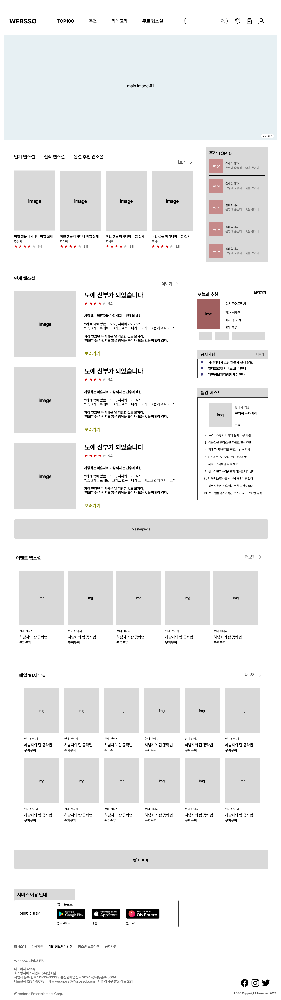 WEBSSO
TOP100
추천
카테고리
무료 웹소설
main image #1
2 / 16
인기 웹소설
신작 웹소설
완결 추천 웹소설
더보기
image
image
image
image
이번 생은 아카데미 마법 천재
주성박
8.8
이번 생은 아카데미 마법 천재
주성박
8.8
이번 생은 아카데미 마법 천재
주성박
8.8
이번 생은 아카데미 마법 천재
주성박
8.8
주간 TOP 5
image
절대회귀자
운명에 순응하고 죽을 뿐이다.
image
절대회귀자
운명에 순응하고 죽을 뿐이다.
image
절대회귀자
운명에 순응하고 죽을 뿐이다.
image
절대회귀자
운명에 순응하고 죽을 뿐이다.
image
절대회귀자
운명에 순응하고 죽을 뿐이다.
연재 웹소설
더보기
image
노예 신부가 되었습니다
9.2
사랑하는 약혼자와 가장 아끼는 친우의 배신.
“네 배 속에 있는 그 아이, 저하의 아이야?”
“그, 그게… 르네트… 그게… 흐윽… 내가 그러려고 그런 게 아니라….”
가장 믿었던 두 사람은 날 기만한 것도 모자라,
‘역모’라는 가당치도 않은 명목을 붙여 내 모든 것을 빼앗아 갔다.
보러가기
image
노예 신부가 되었습니다
9.2
사랑하는 약혼자와 가장 아끼는 친우의 배신.
“네 배 속에 있는 그 아이, 저하의 아이야?”
“그, 그게… 르네트… 그게… 흐윽… 내가 그러려고 그런 게 아니라….”
가장 믿었던 두 사람은 날 기만한 것도 모자라,
‘역모’라는 가당치도 않은 명목을 붙여 내 모든 것을 빼앗아 갔다.
보러가기
image
노예 신부가 되었습니다
9.2
사랑하는 약혼자와 가장 아끼는 친우의 배신.
“네 배 속에 있는 그 아이, 저하의 아이야?”
“그, 그게… 르네트… 그게… 흐윽… 내가 그러려고 그런 게 아니라….”
가장 믿었던 두 사람은 날 기만한 것도 모자라,
‘역모’라는 가당치도 않은 명목을 붙여 내 모든 것을 빼앗아 갔다.
보러가기
오늘의 추천
보러가기
img
디지몬어드벤쳐
작가: 이채원
회차: 총59화
연재: 완결
공지사항
더보기+
지상최대 캐스팅 웹툰화 선정 발표
멀티프로필 서비스 오픈 안내
개인정보처리방침 개정 안내
월간 베스트
img
판타지, 액션
전지적 독자 시점
싱숑
2. 트라이즈천재 타자의 발이 너무 빠름
3. 적운창원 플러스 원 회귀로 인생역전
4. 잠못든한량갓겜을 만드는 천재 작가
5. 위쇼텔로그인 보상으로 인생역전!
6. 위한소™시체 줍는 천재 헌터
7. 위사키만자루이승만의 아들로 태어났다.
8 . 위경우勁雨방출 후 천재배우가 되었다
9. 위먼지운이혼 후 여가수를 임신시켰다
10 . 위모칼불국가권력급 몬스터 군단으로 탑 공략
Masterpiece
이벤트 웹소설
더보기
img
img
img
img
img
현대 판타지
하남자의 탑 공략법
꾸찌꾸찌
현대 판타지
하남자의 탑 공략법
꾸찌꾸찌
현대 판타지
하남자의 탑 공략법
꾸찌꾸찌
현대 판타지
하남자의 탑 공략법
꾸찌꾸찌
현대 판타지
하남자의 탑 공략법
꾸찌꾸찌
매일 10시 무료
더보기
img
img
img
img
img
img
현대 판타지
하남자의 탑 공략법
꾸찌꾸찌
현대 판타지
하남자의 탑 공략법
꾸찌꾸찌
현대 판타지
하남자의 탑 공략법
꾸찌꾸찌
현대 판타지
하남자의 탑 공략법
꾸찌꾸찌
현대 판타지
하남자의 탑 공략법
꾸찌꾸찌
현대 판타지
하남자의 탑 공략법
꾸찌꾸찌
img
img
img
img
img
img
현대 판타지
하남자의 탑 공략법
꾸찌꾸찌
현대 판타지
하남자의 탑 공략법
꾸찌꾸찌
현대 판타지
하남자의 탑 공략법
꾸찌꾸찌
현대 판타지
하남자의 탑 공략법
꾸찌꾸찌
현대 판타지
하남자의 탑 공략법
꾸찌꾸찌
현대 판타지
하남자의 탑 공략법
꾸찌꾸찌
광고 img
서비스 이용 안내
어플로 이용하기
앱 다운로드
GET IT ON
Google Play
안드로이드
Download on the
App Store
애플
PRE-REGISTER ON
ONE store
원스토어
회사소개
이용약관
개인정보처리방침
청소년 보호정책
공지사항
WEBSSO 사업자 정보
대표이사 박주성
호스팅서비스사업자 (주)웹소설
사업자 등록 번호 111-22-33333|통신판매업신고 2024-강서등촌B-0004
대표전화 1234-5678|이메일 webnovel7@ssoseol.com | 서울 강서구 발산역 로 221
ⓒ websso Entertainment Corp.
LOGO Coppyrigt All reserved 2024